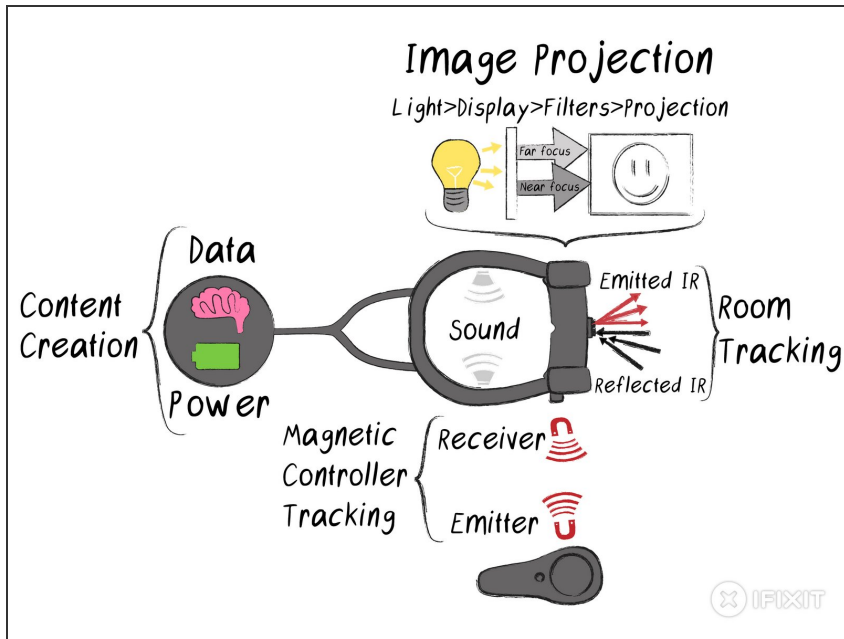 Image Projection
Light>Display>Filters>Projection
Far focus
Near focus
Data
Content
Creation
Power
Sound
Emitted IR
Reflected IR
Room
Tracking
Magnetic
Controller
Tracking
Receiver
Emitter
IFIXIT